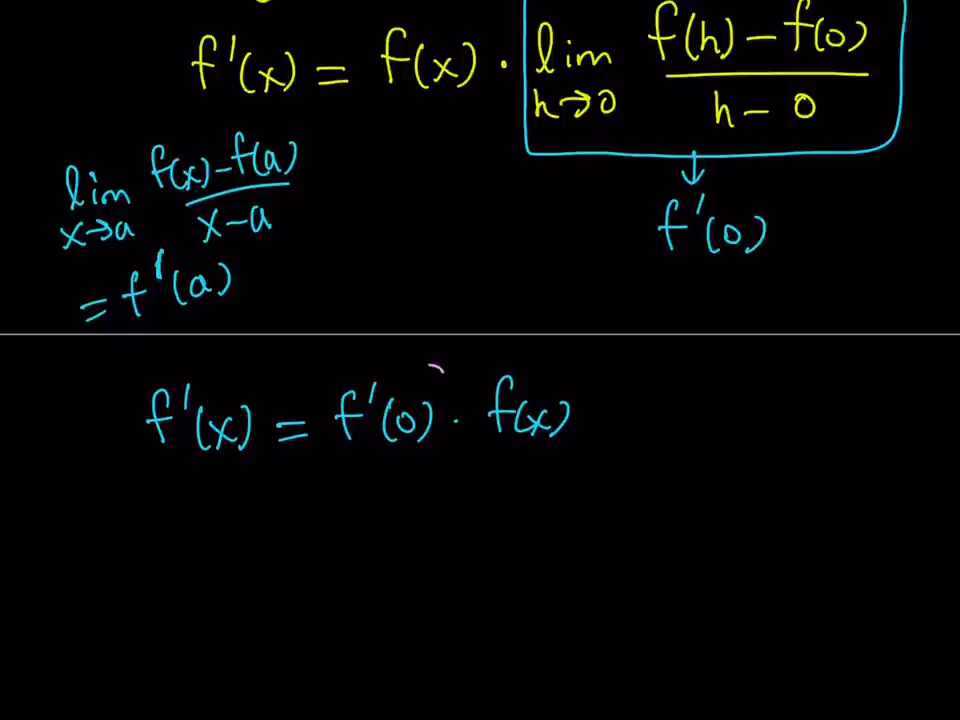 f'(x) = f(x) · lim h→0 f(h) - f(0) / h - 0
lim x→a f(x) - f(a) / x - a
= f'(a)
f'(0)
f'(x) = f'(0) · f(x)